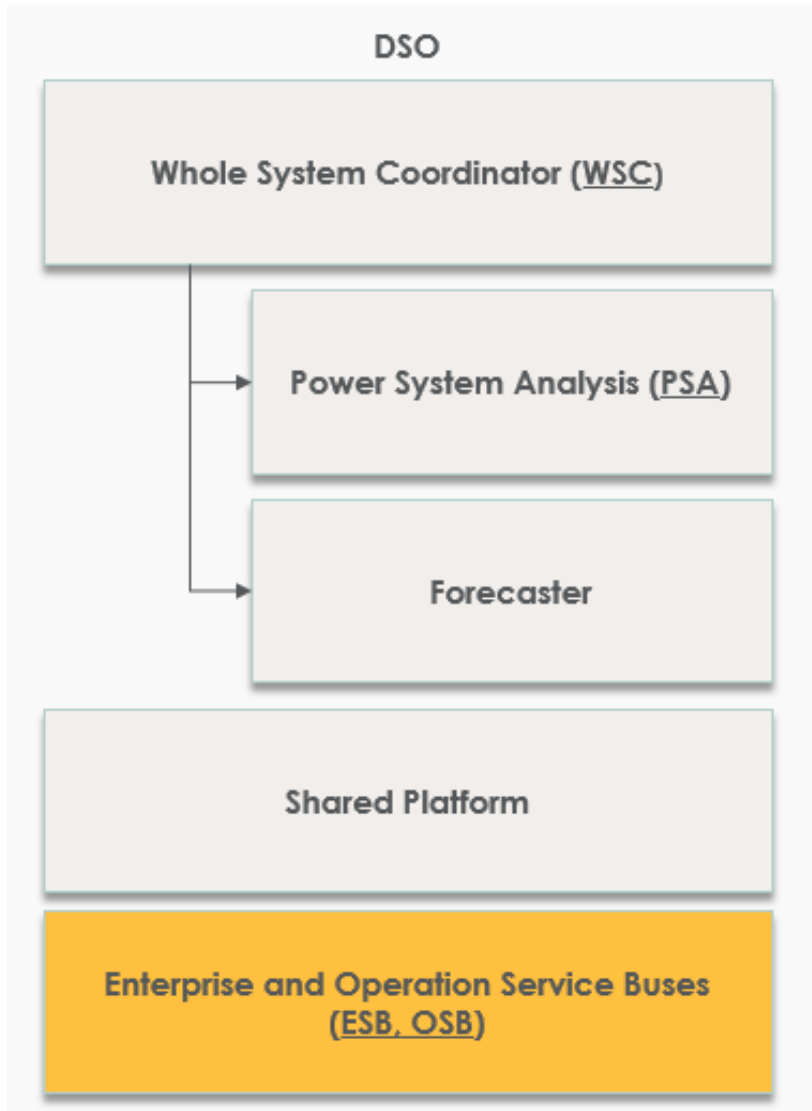 DSO
Whole System Coordinator (WSC)
Power System Analysis (PSA)
Forecaster
Shared Platform
Enterprise and Operation Service Buses
(ESB, OSB)